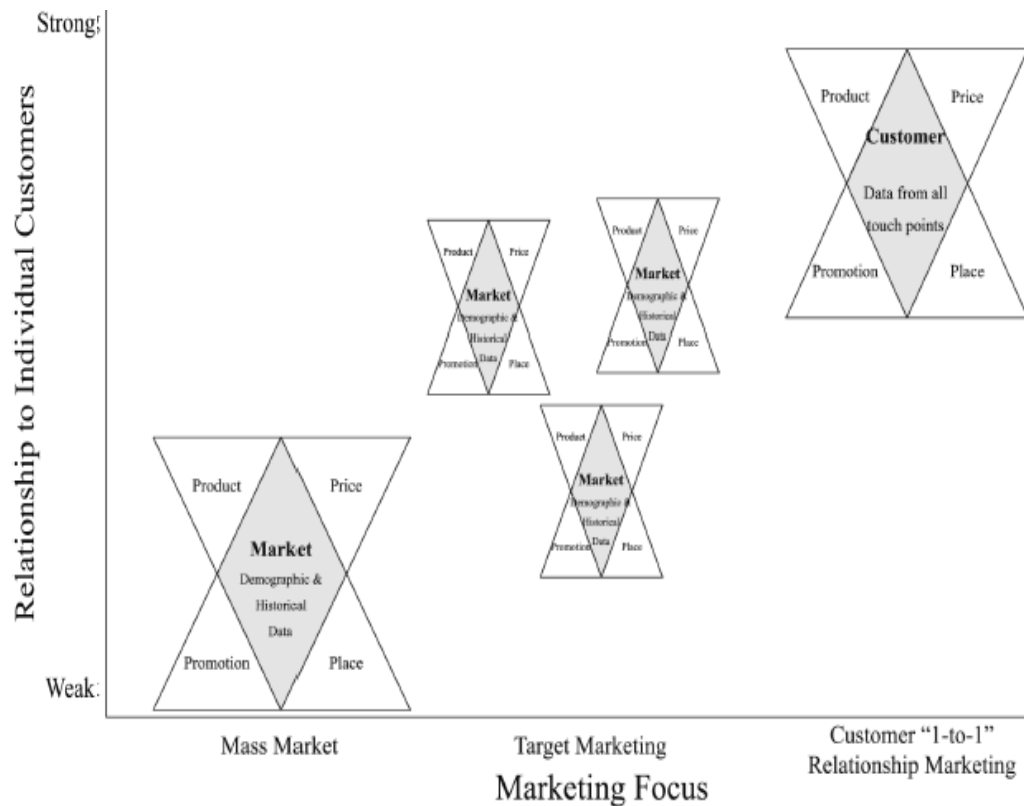 Strong
Relationship to Individual Customers
Weak
Product
Price
Customer
Data from all
touch points
Promotion
Place
Product
Price
Market
Demographic &
Historical
Data
Promotion
Place
Product
Price
Market
Demographic &
Historical
Data
Promotion
Place
Product
Price
Market
Demographic &
Historical
Data
Promotion
Place
Product
Price
Market
Demographic &
Historical
Data
Promotion
Place
Mass Market
Target Marketing
Customer “1-to-1”
Relationship Marketing
Marketing Focus